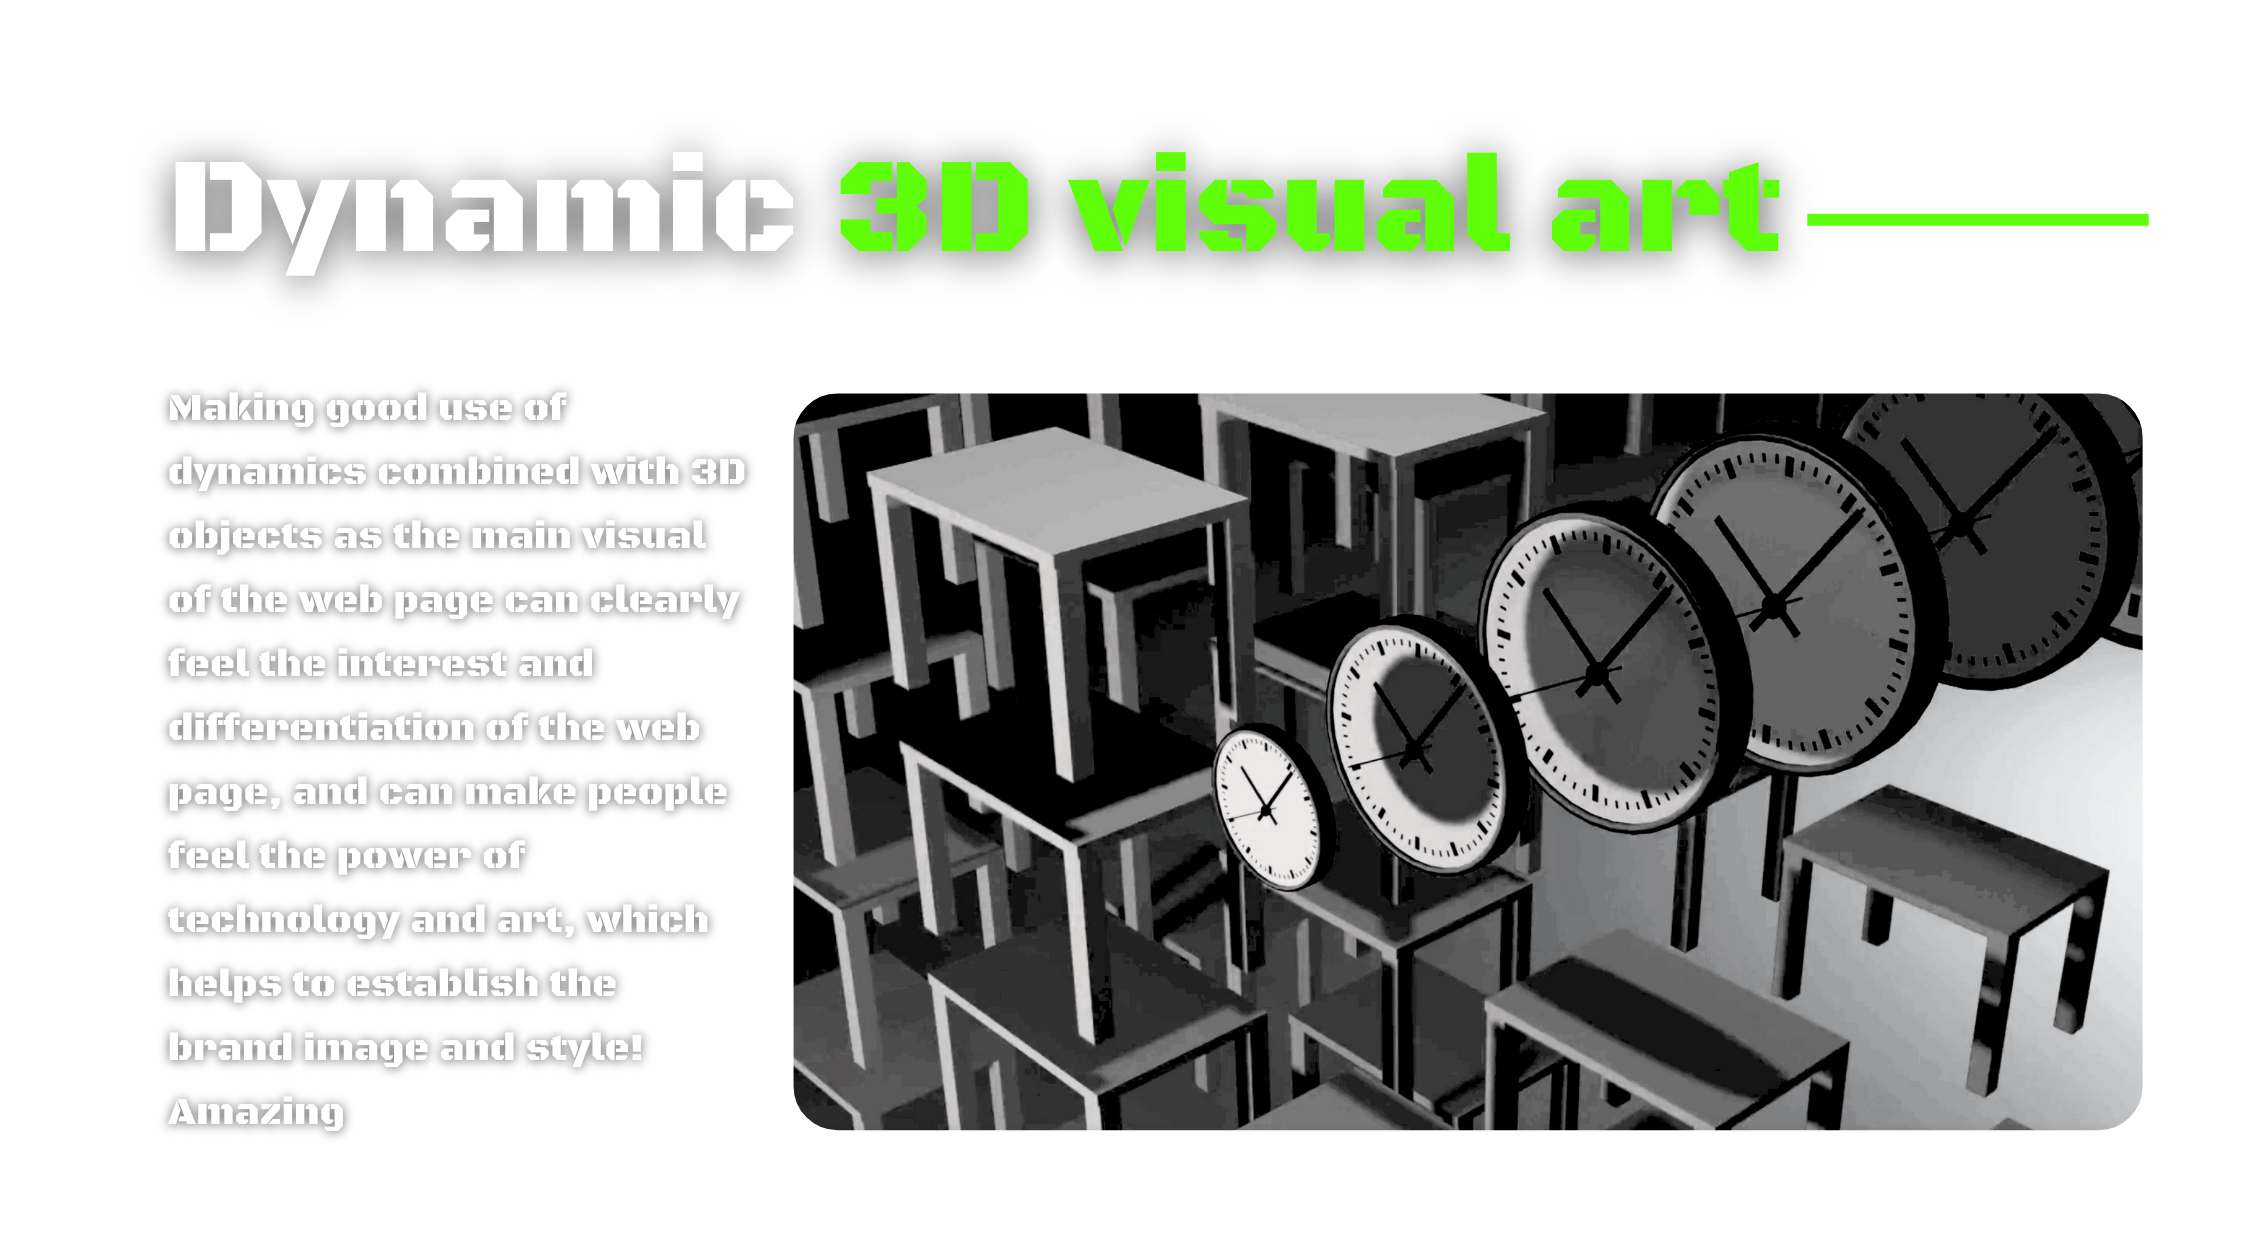 Dynamic 3D visual art
Making good use of
dynamics combined with 3D
objects as the main visual
of the web page can clearly
feel the interest and
differentiation of the web
page, and can make people
feel the power of
technology and art, which
helps to establish the
brand image and style!
Amazing